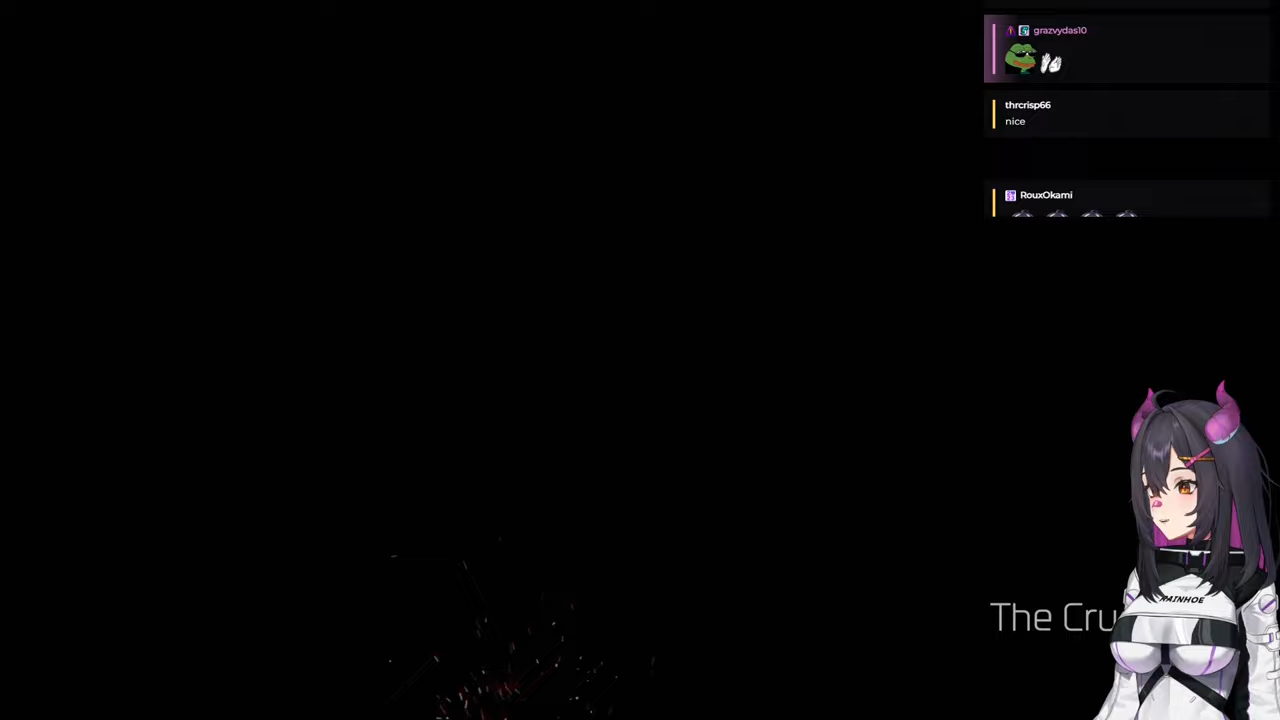 grazvydas10
thrcrisp66
nice
RouxOkami
The Cru
RAINHOE